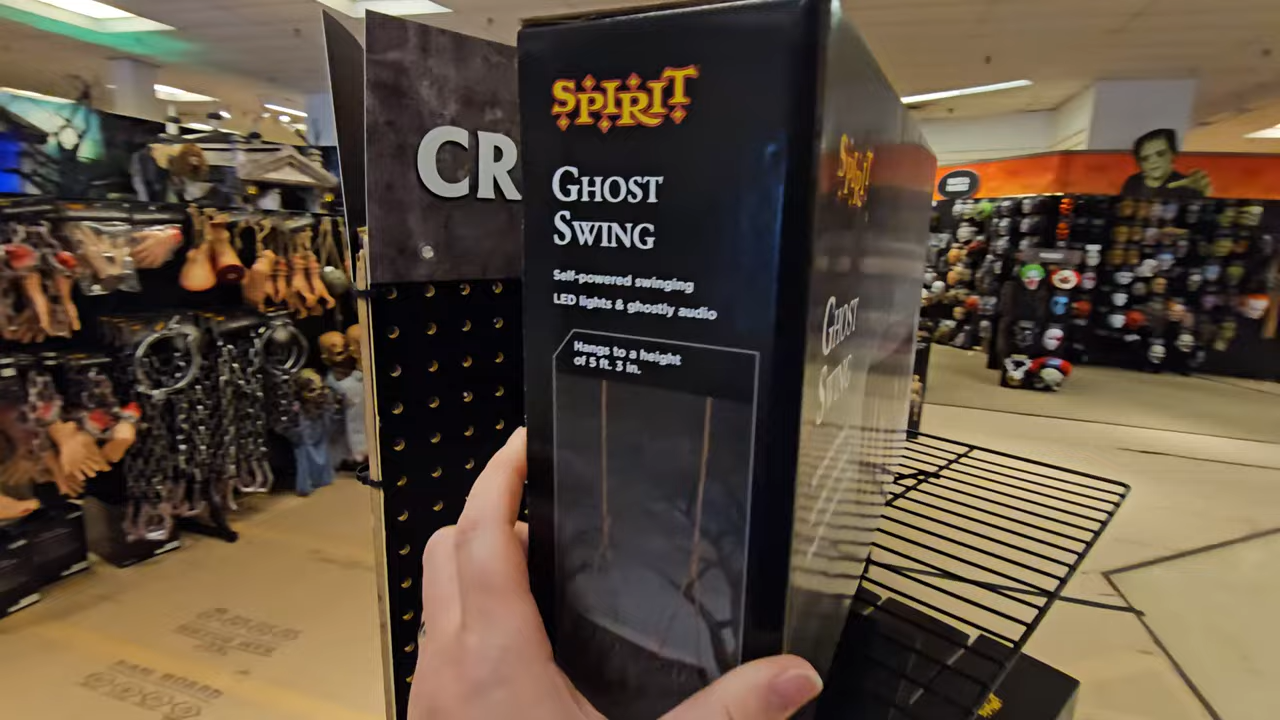 CR
SPIRIT
GHOST
SWING
Self-powered swinging
LED lights & ghostly audio
Hangs to a height
of 5 ft. 3 in.
SPIRIT
GHOST
SWING
SPIRIT